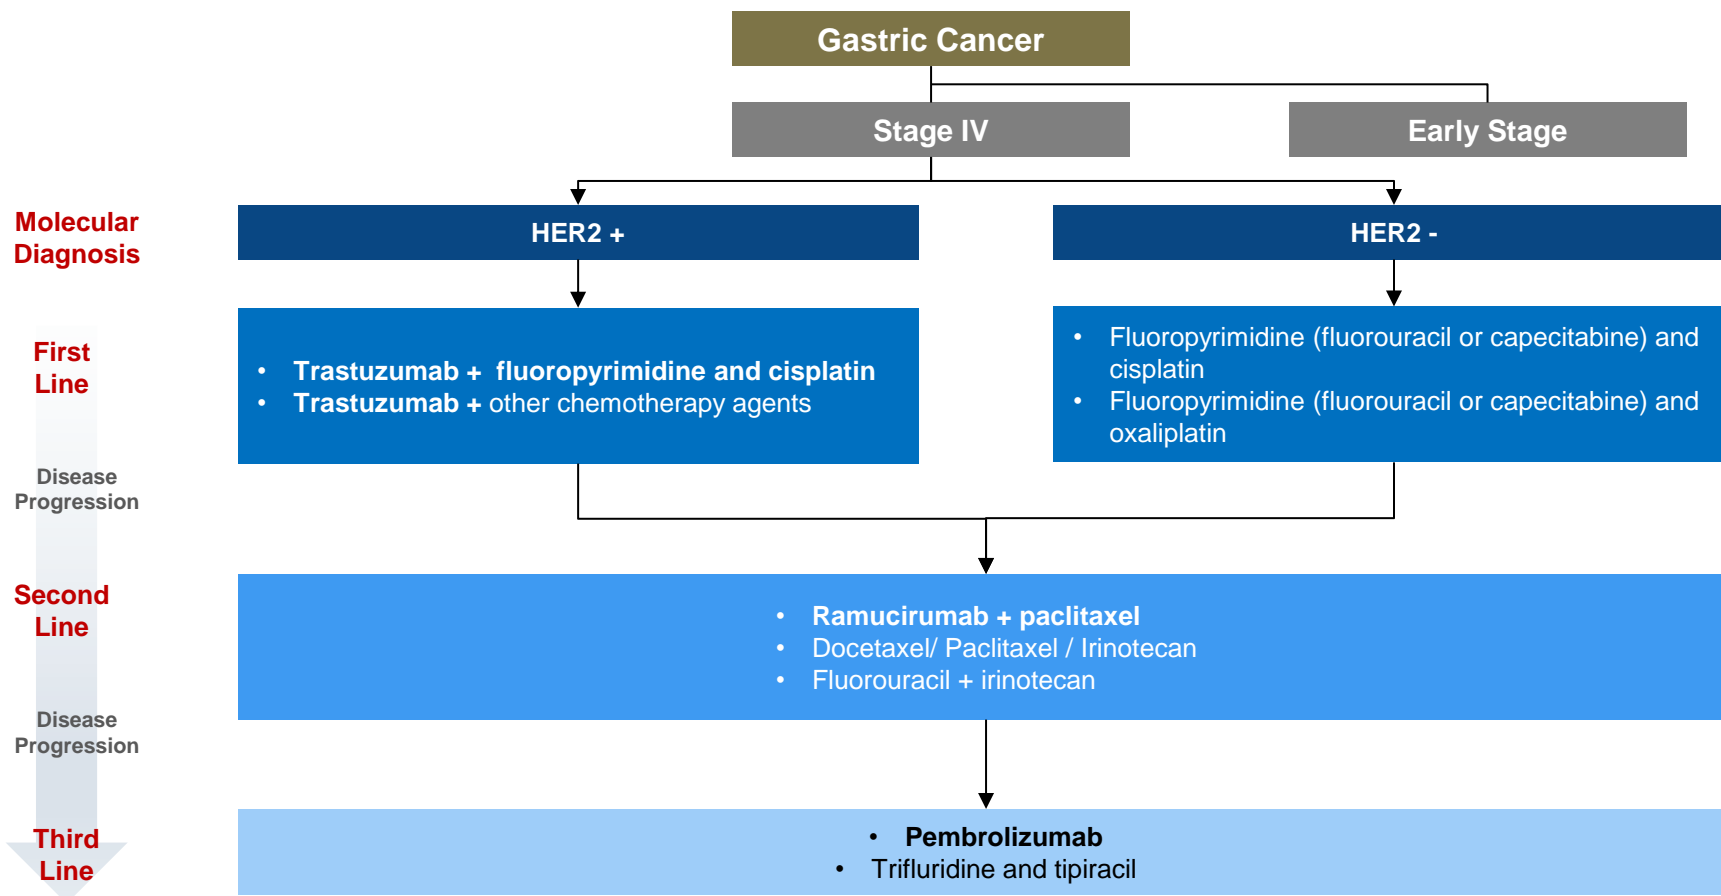 Gastric Cancer
Stage IV
Early Stage
Molecular
Diagnosis
HER2 +
HER2 -
First
Line
• Trastuzumab + fluoropyrimidine and cisplatin
• Trastuzumab + other chemotherapy agents
• Fluoropyrimidine (fluorouracil or capecitabine) and
cisplatin
• Fluoropyrimidine (fluorouracil or capecitabine) and
oxaliplatin
Disease
Progression
Second
Line
• Ramucirumab + paclitaxel
• Docetaxel/ Paclitaxel / Irinotecan
• Fluorouracil + irinotecan
Disease
Progression
Third
Line
• Pembrolizumab
• Trifluridine and tipiracil